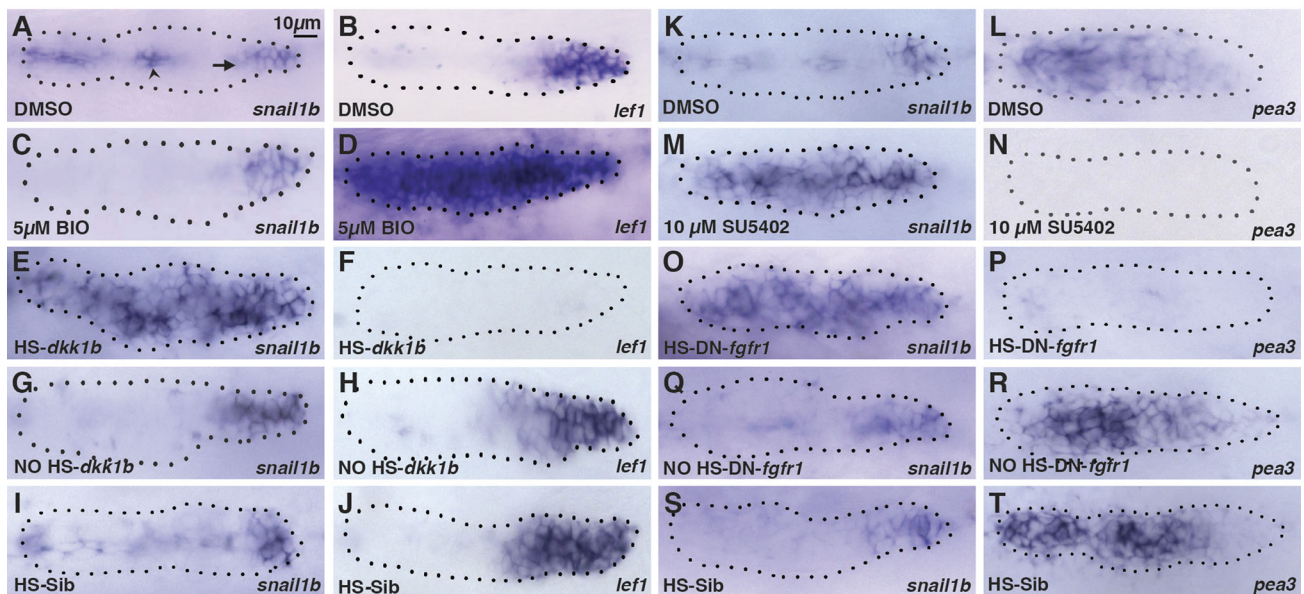 A 10µm
DMSO snail1b
B
DMSO lef1
K
DMSO snail1b
L
DMSO pea3
C
5µM BIO snail1b
D
5µM BIO lef1
M
10 µM SU5402 snail1b
N
10 µM SU5402 pea3
E
HS-dkk1b snail1b
F
HS-dkk1b lef1
O
HS-DN-fgfr1 snail1b
P
HS-DN-fgfr1 pea3
G
NO HS-dkk1b snail1b
H
NO HS-dkk1b lef1
Q
NO HS-DN-fgfr1 snail1b
R
NO HS-DN-fgfr1 pea3
I
HS-Sib snail1b
J
HS-Sib lef1
S
HS-Sib snail1b
T
HS-Sib pea3